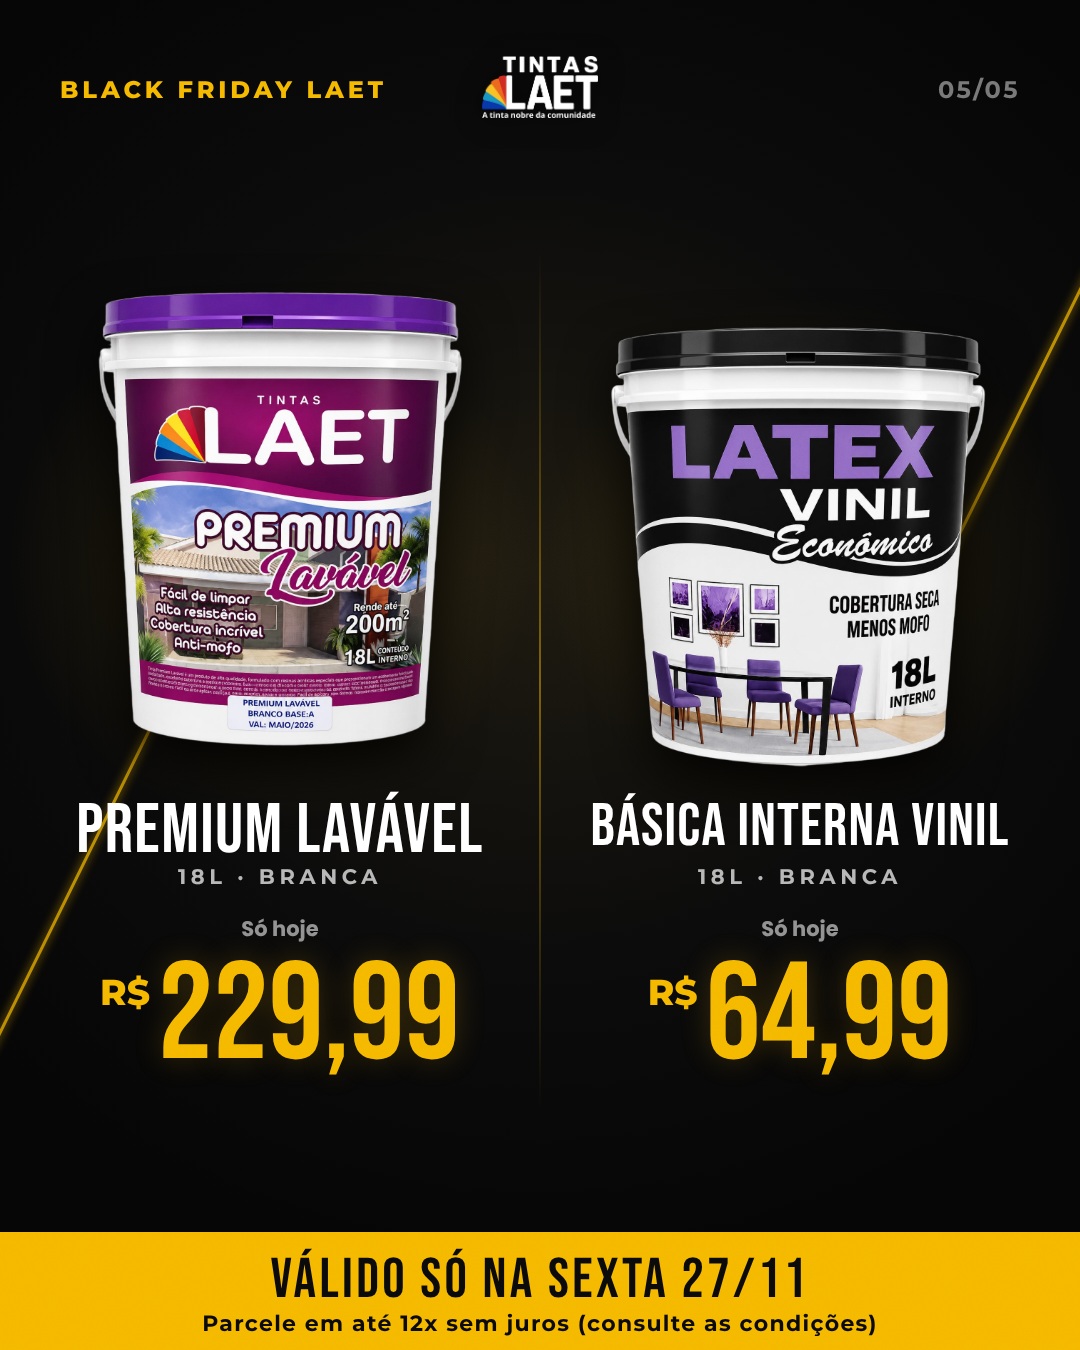 BLACK FRIDAY LAET
TINTAS
LAET
A tinta nobre da comunidade
05/05
TINTAS
LAET
PREMIUM
Lavável
Fácil de limpar
Alta resistência
Cobertura incrível
Anti-mofo
Rende até
200m²
18L CONTEÚDO INTERNO
PREMIUM LAVÁVEL
BRANCO BASE:A
VAL: MAIO/2026
LATEX
VINIL
Econômico
COBERTURA SECA
MENOS MOFO
18L
INTERNO
PREMIUM LAVÁVEL
18L · BRANCA
Só hoje
R$ 229,99
BÁSICA INTERNA VINIL
18L · BRANCA
Só hoje
R$ 64,99
VÁLIDO SÓ NA SEXTA 27/11
Parcele em até 12x sem juros (consulte as condições)